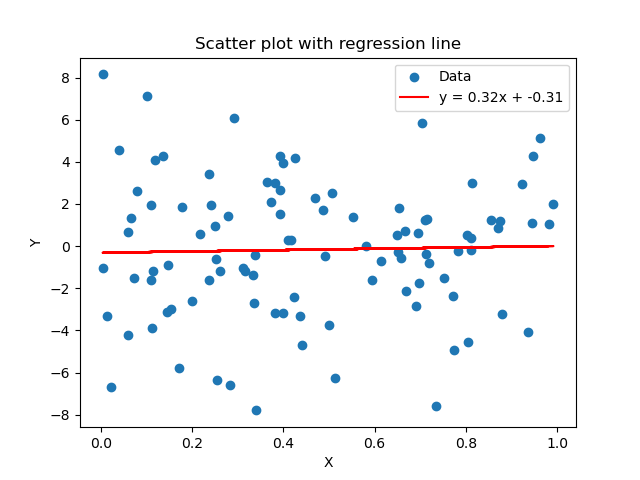 Scatter plot with regression line
Data
y = 0.32x + -0.31
8
6
4
2
0
−2
−4
−6
−8
Y
0.0 0.2 0.4 0.6 0.8 1.0
X